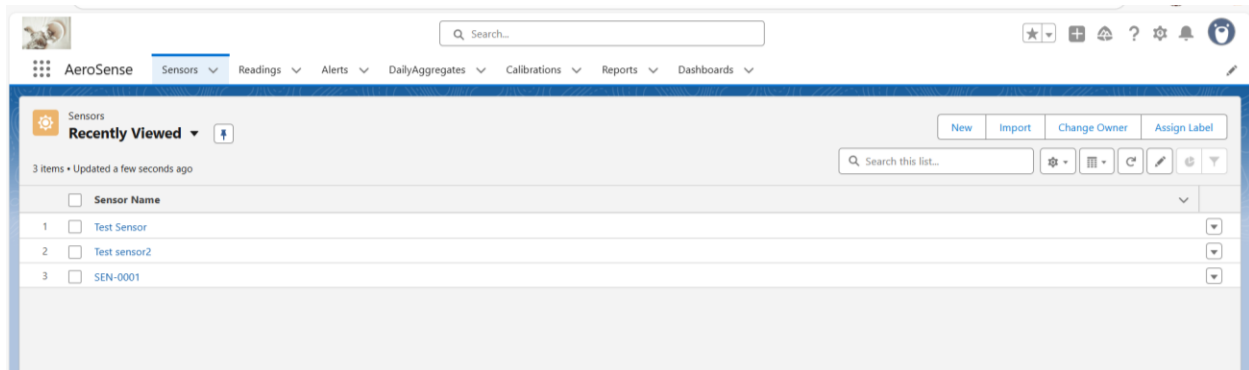 Search...
AeroSense Sensors Readings Alerts DailyAggregates Calibrations Reports Dashboards
Sensors
Recently Viewed
New Import Change Owner Assign Label
3 items • Updated a few seconds ago
Search this list...
Sensor Name
1 Test Sensor
2 Test sensor2
3 SEN-0001